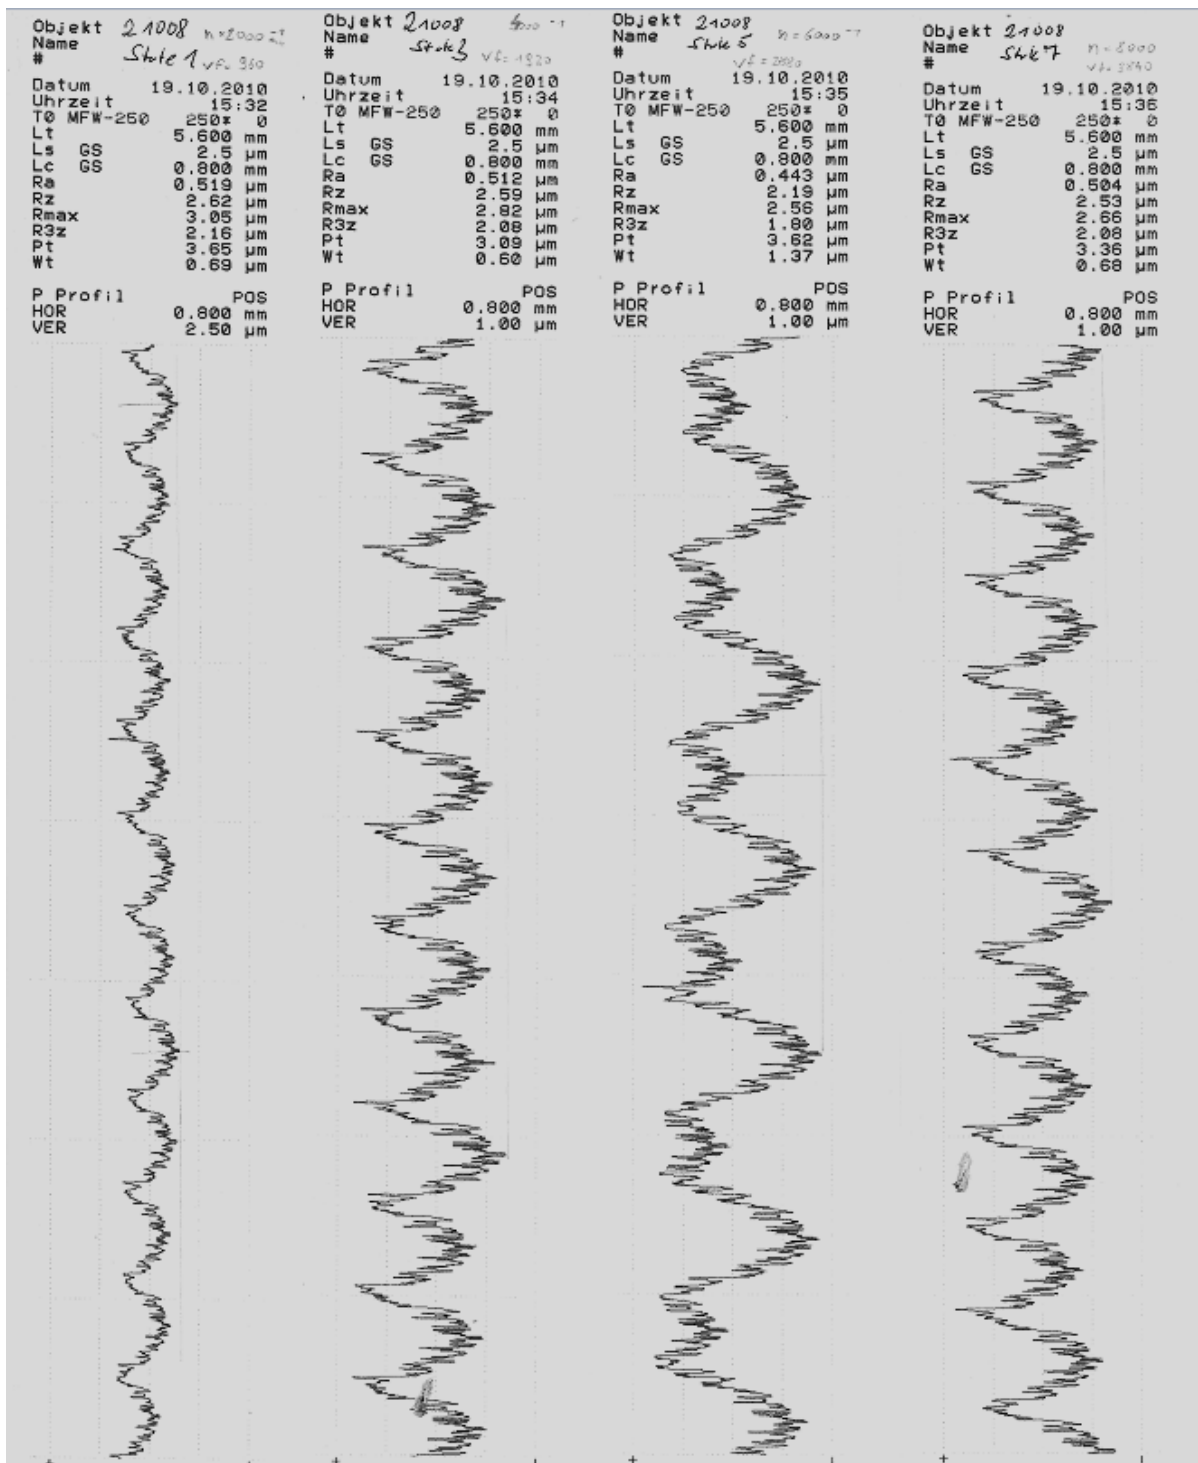 Objekt 21008 n=2000
Name Stufe 1
# vf= 960
Datum 19.10.2010
Uhrzeit 15:32
T0 MFW-250 250* 0
Lt 5.600 mm
Ls GS 2.5 µm
Lc GS 0.800 mm
Ra 0.519 µm
Rz 2.62 µm
Rmax 3.05 µm
R3z 2.16 µm
Pt 3.65 µm
Wt 0.69 µm
P Profil POS
HOR 0.800 mm
VER 2.50 µm
Objekt 21008
Name Stufe 3
# vf= 1920
Datum 19.10.2010
Uhrzeit 15:34
T0 MFW-250 250* 0
Lt 5.600 mm
Ls GS 2.5 µm
Lc GS 0.800 mm
Ra 0.512 µm
Rz 2.59 µm
Rmax 2.82 µm
R3z 2.08 µm
Pt 3.09 µm
Wt 0.60 µm
P Profil POS
HOR 0.800 mm
VER 1.00 µm
Objekt 21008
Name Stufe 5 n=6000
# vf=2880
Datum 19.10.2010
Uhrzeit 15:35
T0 MFW-250 250* 0
Lt 5.600 mm
Ls GS 2.5 µm
Lc GS 0.800 mm
Ra 0.443 µm
Rz 2.19 µm
Rmax 2.56 µm
R3z 1.80 µm
Pt 3.62 µm
Wt 1.37 µm
P Profil POS
HOR 0.800 mm
VER 1.00 µm
Objekt 21008
Name Stufe 7 n=8000
# vf= 3840
Datum 19.10.2010
Uhrzeit 15:36
T0 MFW-250 250* 0
Lt 5.600 mm
Ls GS 2.5 µm
Lc GS 0.800 mm
Ra 0.504 µm
Rz 2.53 µm
Rmax 2.66 µm
R3z 2.08 µm
Pt 3.36 µm
Wt 0.68 µm
P Profil POS
HOR 0.800 mm
VER 1.00 µm